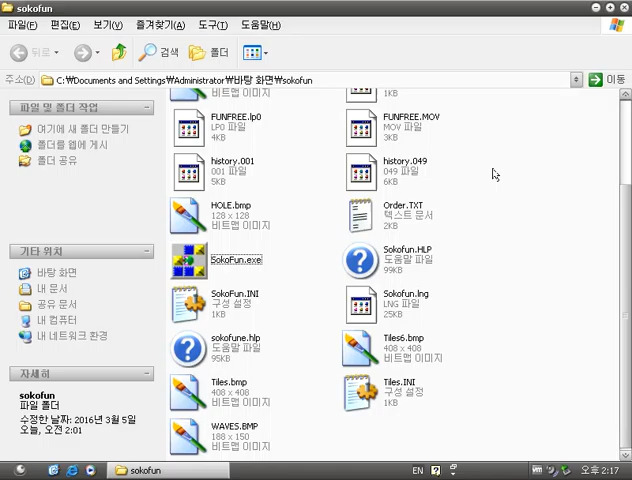 sokofun
파일(F) 편집(E) 보기(V) 즐겨찾기(A) 도구(T) 도움말(H)
뒤로 검색 폴더
주소(D) C:₩Documents and Settings₩Administrator₩바탕 화면₩sokofun 이동
파일 및 폴더 작업
여기에 새 폴더 만들기
폴더를 웹에 게시
폴더 공유
기타 위치
바탕 화면
내 문서
공유 문서
내 컴퓨터
내 네트워크 환경
자세히
sokofun
파일 폴더
수정한 날짜: 2016년 3월 5일
오늘, 오전 2:01
비트맵 이미지
1KB
FUNFREE.lp0
LP0 파일
4KB
FUNFREE.MOV
MOV 파일
3KB
history.001
001 파일
5KB
history.049
049 파일
6KB
HOLE.bmp
128 x 128
비트맵 이미지
Order.TXT
텍스트 문서
2KB
SokoFun.exe
Sokofun.HLP
도움말 파일
99KB
SokoFun.INI
구성 설정
1KB
Sokofun.lng
LNG 파일
25KB
sokofune.hlp
도움말 파일
95KB
Tiles6.bmp
408 x 408
비트맵 이미지
Tiles.bmp
408 x 408
비트맵 이미지
Tiles.INI
구성 설정
1KB
WAVES.BMP
188 x 150
비트맵 이미지
sokofun EN 오후 2:17